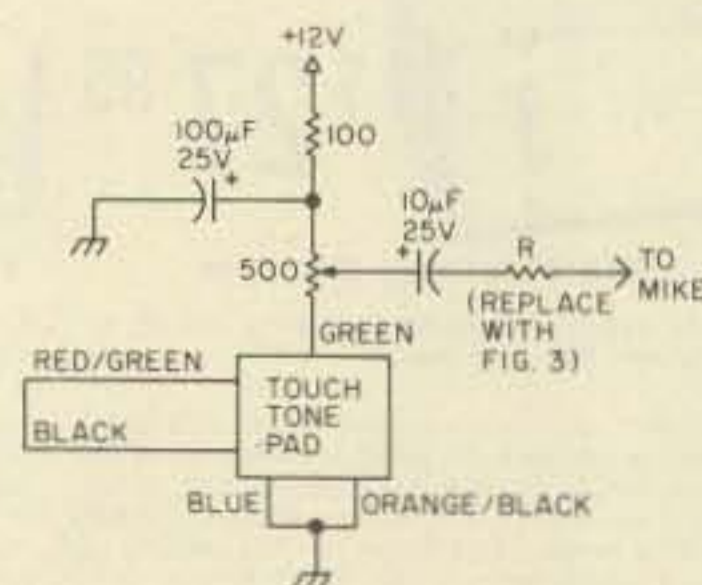 +12V
100µF
25V
+
100
10µF
25V
+
500
R
TO
MIKE
(REPLACE
WITH
FIG. 3)
GREEN
RED/GREEN
BLACK
TOUCH
TONE
PAD
BLUE
ORANGE/BLACK